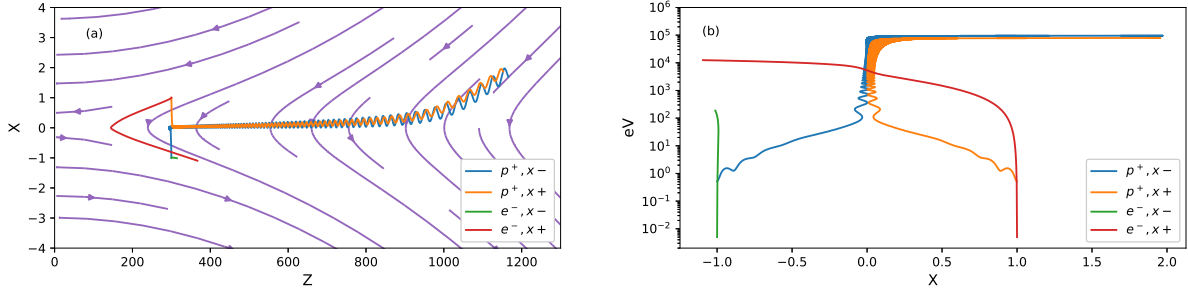 (a)
X
4
3
2
1
0
−1
−2
−3
−4
0 200 400 600 800 1000 1200
Z
p⁺, x−
p⁺, x+
e⁻, x−
e⁻, x+
(b)
eV
10⁶
10⁵
10⁴
10³
10²
10¹
10⁰
10⁻¹
10⁻²
−1.0 −0.5 0.0 0.5 1.0 1.5 2.0
X
p⁺, x−
p⁺, x+
e⁻, x−
e⁻, x+